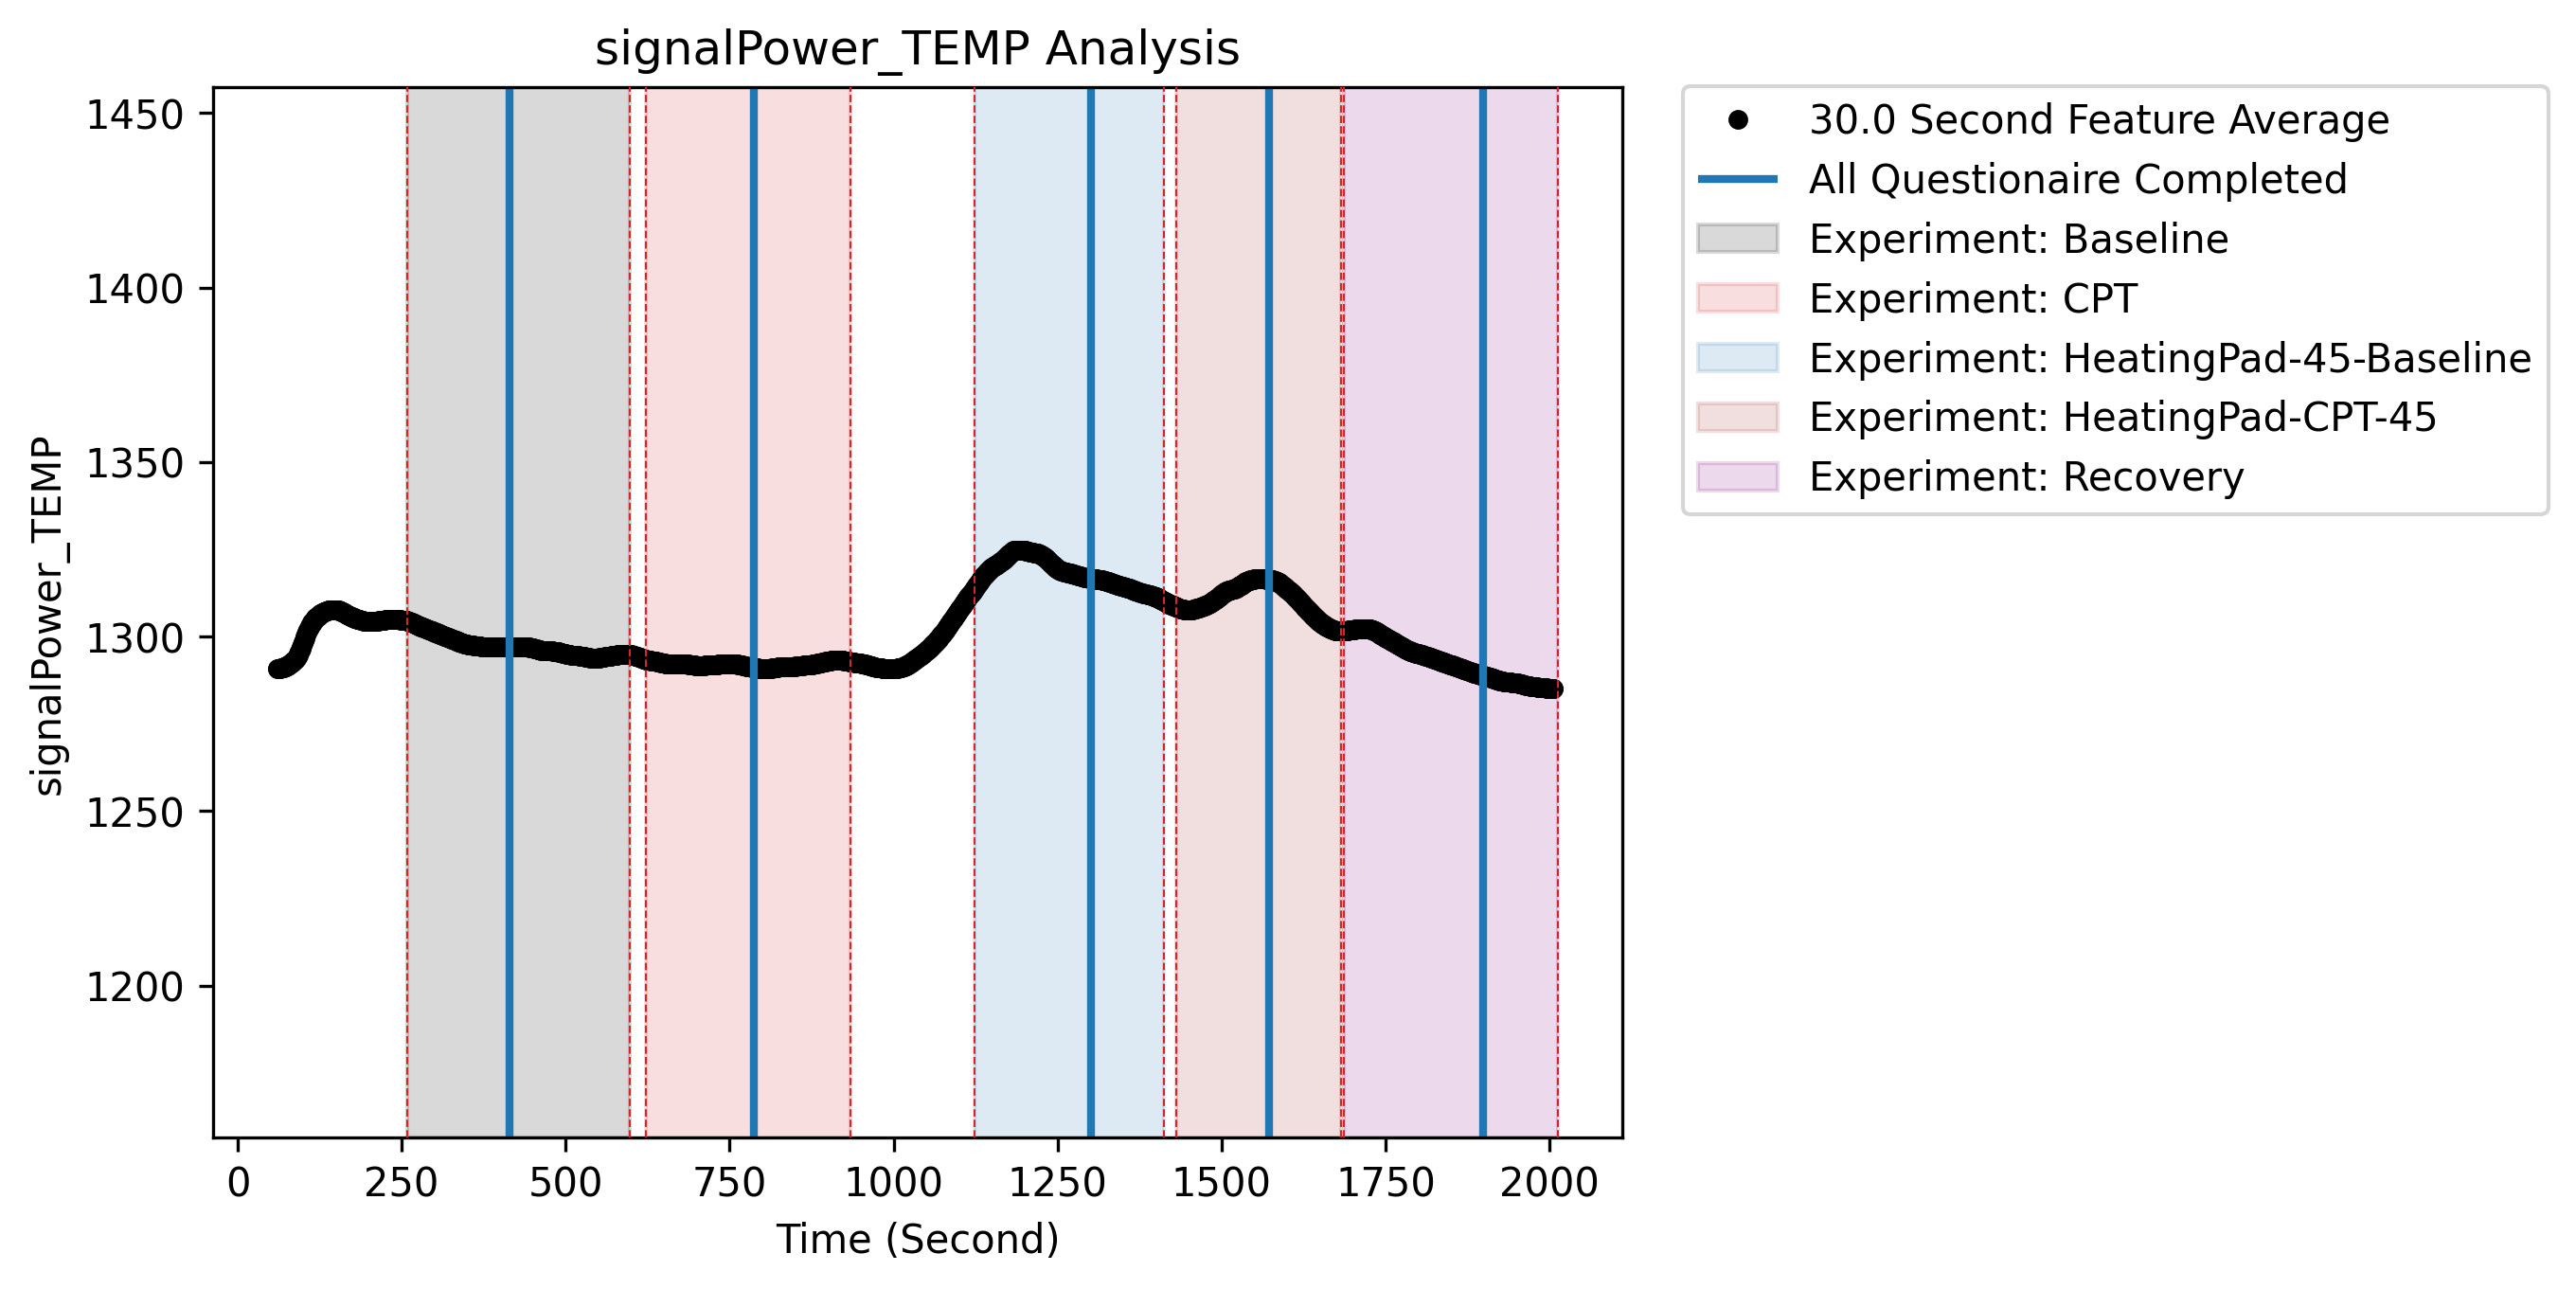 signalPower_TEMP Analysis
signalPower_TEMP
1450
1400
1350
1300
1250
1200
0 250 500 750 1000 1250 1500 1750 2000
Time (Second)
30.0 Second Feature Average
All Questionaire Completed
Experiment: Baseline
Experiment: CPT
Experiment: HeatingPad-45-Baseline
Experiment: HeatingPad-CPT-45
Experiment: Recovery